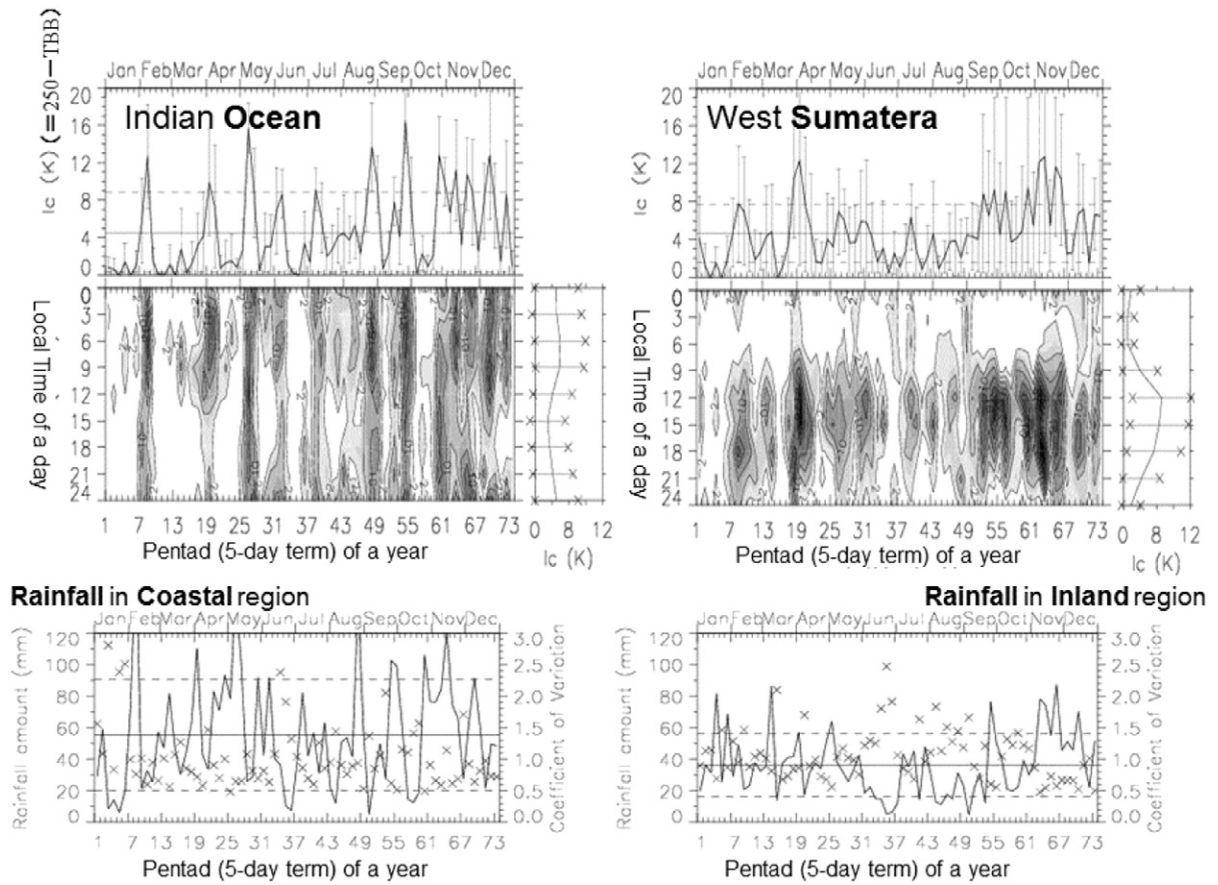 Jan Feb Mar Apr May Jun Jul Aug Sep Oct Nov Dec
Ic (K) (=250−TBB)
20
16
12
8
4
0
Indian Ocean
Local Time of a day
0
3
6
9
12
15
18
21
24
1 7 13 19 25 31 37 43 49 55 61 67 73
Pentad (5-day term) of a year
0 4 8 12
Ic (K)
Jan Feb Mar Apr May Jun Jul Aug Sep Oct Nov Dec
Ic (K)
20
16
12
8
4
0
West Sumatera
Local Time of a day
0
3
6
9
12
15
18
21
24
1 7 13 19 25 31 37 43 49 55 61 67 73
Pentad (5-day term) of a year
0 4 8 12
Ic (K)
Rainfall in Coastal region
Jan Feb Mar Apr May Jun Jul Aug Sep Oct Nov Dec
Rainfall amount (mm)
120
100
80
60
40
20
0
3.0
2.5
2.0
1.5
1.0
0.5
0.0
Coefficient of Variation
1 7 13 19 25 31 37 43 49 55 61 67 73
Pentad (5-day term) of a year
Rainfall in Inland region
Jan Feb Mar Apr May Jun Jul Aug Sep Oct Nov Dec
Rainfall amount (mm)
120
100
80
60
40
20
0
3.0
2.5
2.0
1.5
1.0
0.5
0.0
Coefficient of Variation
1 7 13 19 25 31 37 43 49 55 61 67 73
Pentad (5-day term) of a year